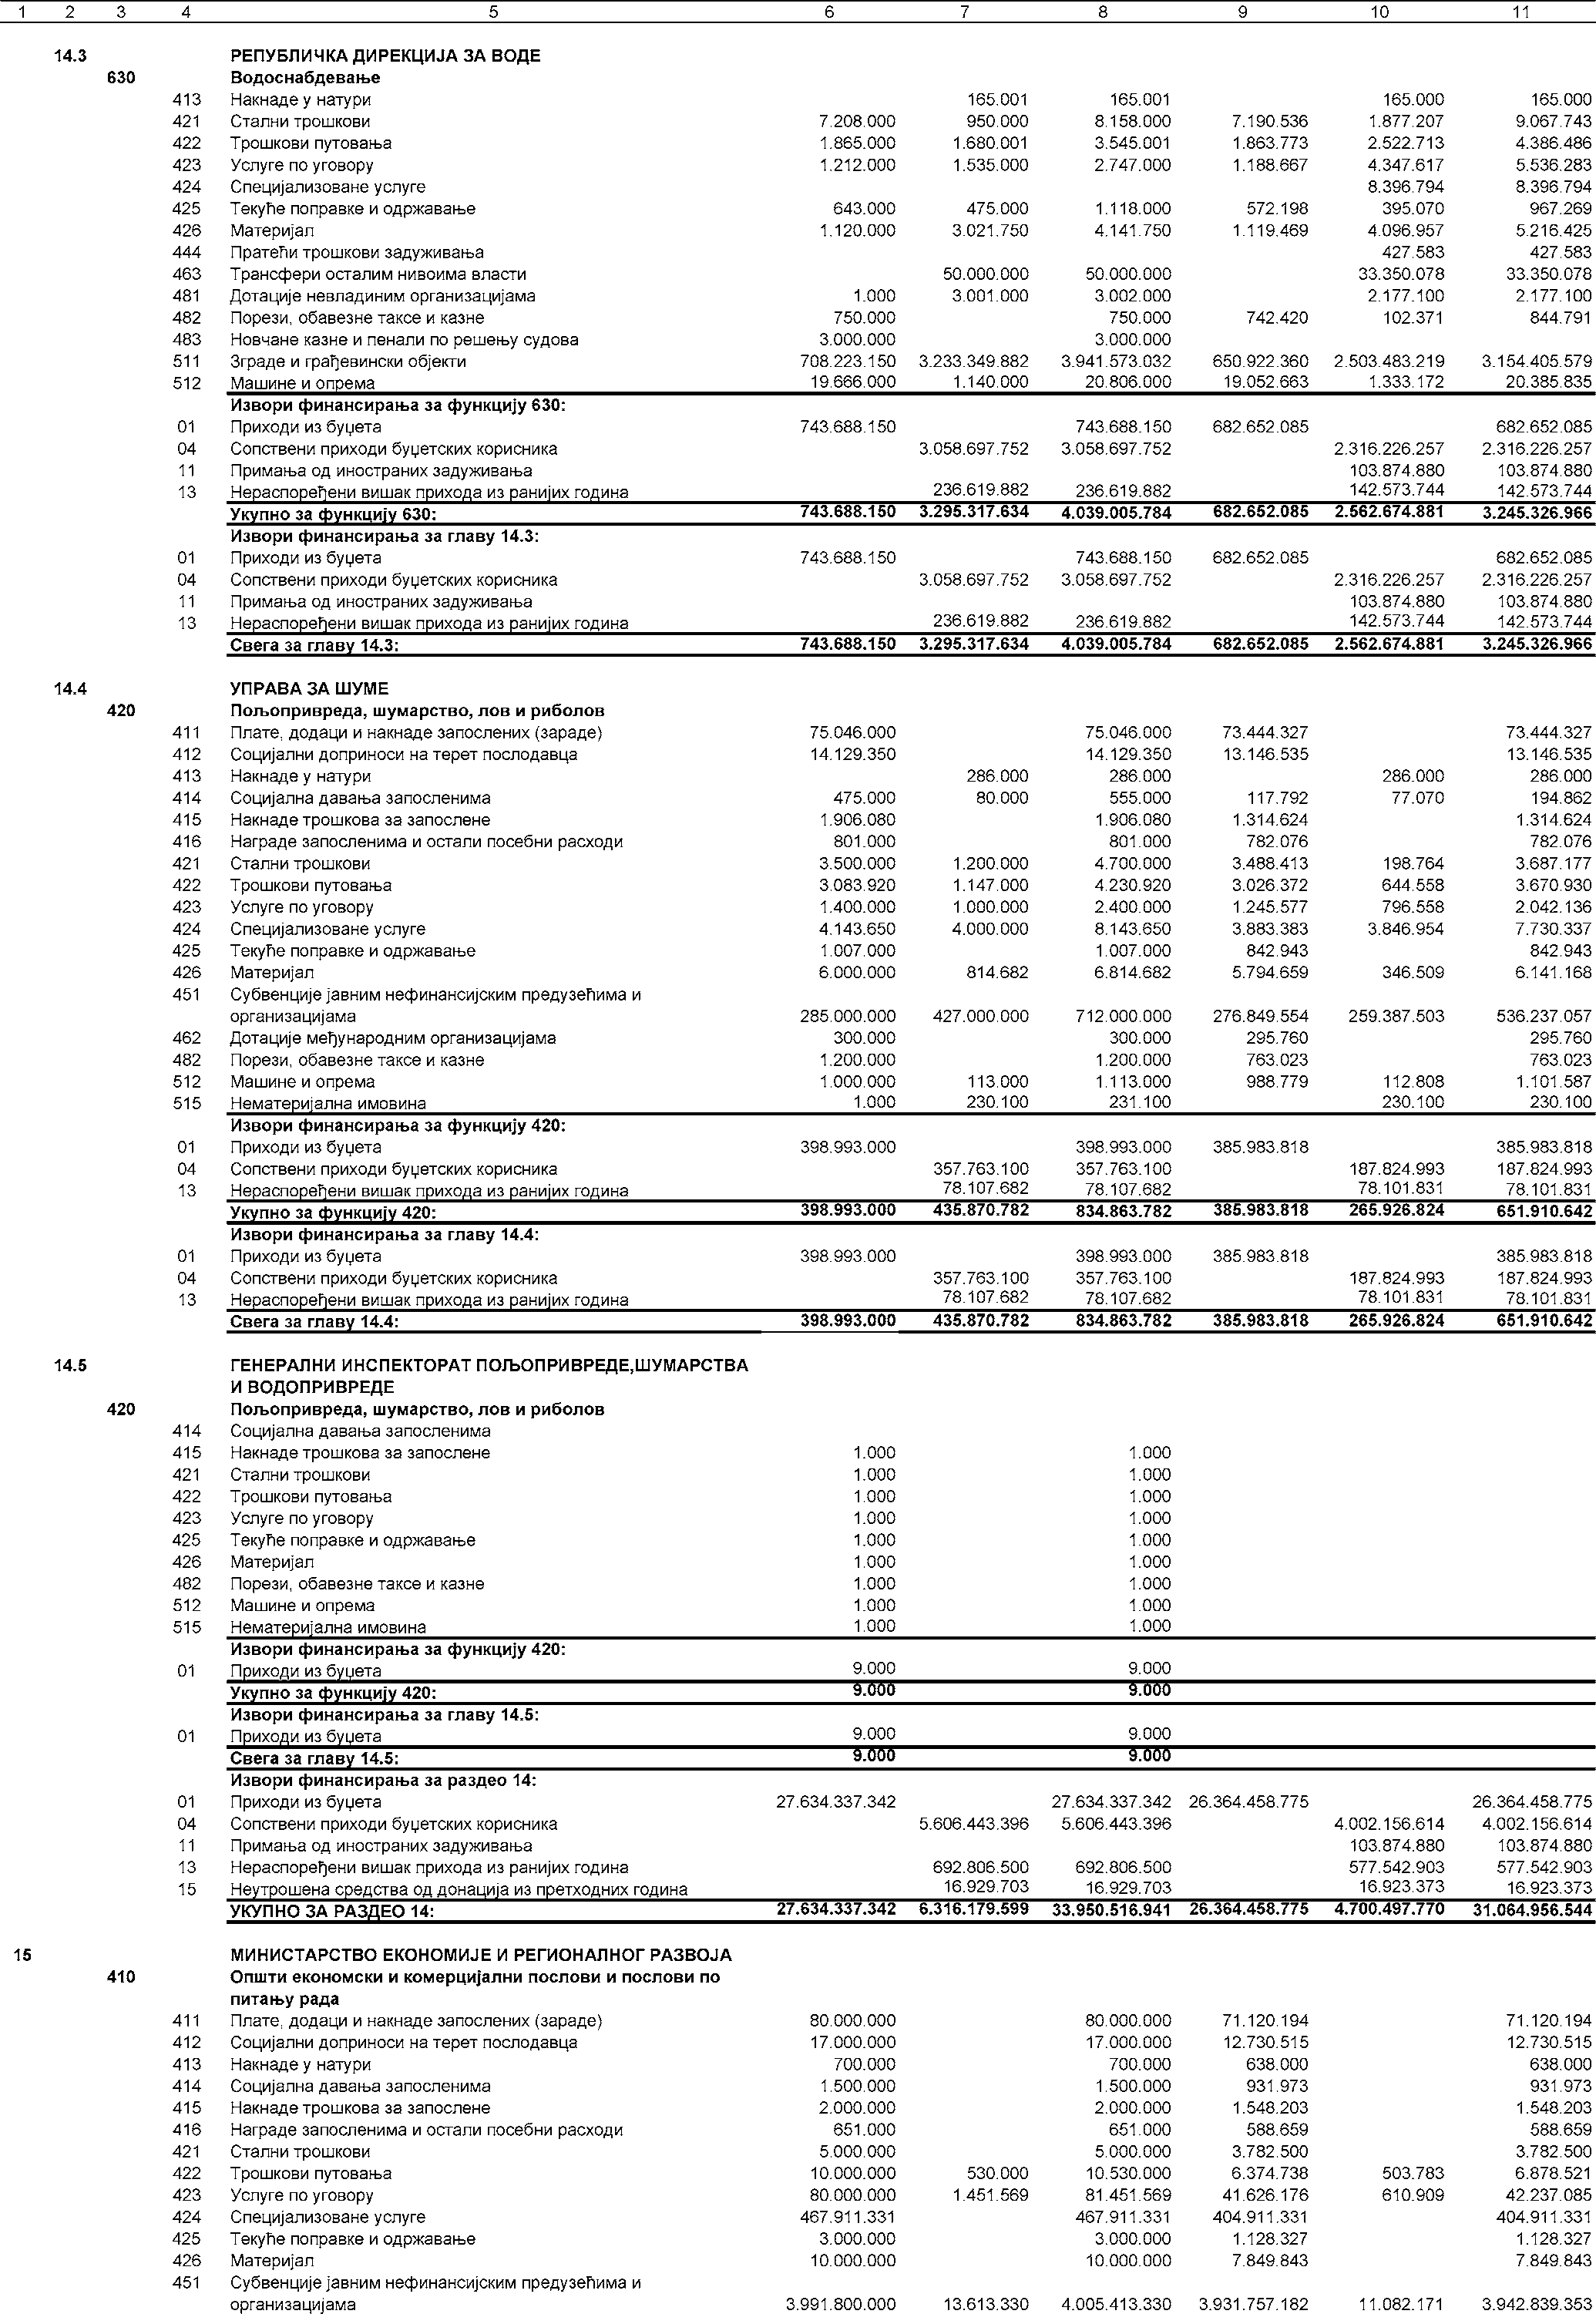 1 2 3 4 5 6 7 8 9 10 11
14.3 РЕПУБЛИЧКА ДИРЕКЦИЈА ЗА ВОДЕ
630 Водоснабдевање
413 Накнаде у натури 165.001 165.001 165.000 165.000
421 Стални трошкови 7.208.000 950.000 8.158.000 7.190.536 1.877.207 9.067.743
422 Трошкови путовања 1.865.000 1.680.001 3.545.001 1.863.773 2.522.713 4.386.486
423 Услуге по уговору 1.212.000 1.535.000 2.747.000 1.188.667 4.347.617 5.536.283
424 Специјализоване услуге 8.396.794 8.396.794
425 Текуће поправке и одржавање 643.000 475.000 1.118.000 572.198 395.070 967.269
426 Материјал 1.120.000 3.021.750 4.141.750 1.119.469 4.096.957 5.216.425
444 Пратећи трошкови задуживања 427.583 427.583
463 Трансфери осталим нивоима власти 50.000.000 50.000.000 33.350.078 33.350.078
481 Дотације невладиним организацијама 1.000 3.001.000 3.002.000 2.177.100 2.177.100
482 Порези, обавезне таксе и казне 750.000 750.000 742.420 102.371 844.791
483 Новчане казне и пенали по решењу судова 3.000.000 3.000.000
511 Зграде и грађевински објекти 708.223.150 3.233.349.882 3.941.573.032 650.922.360 2.503.483.219 3.154.405.579
512 Машине и опрема 19.666.000 1.140.000 20.806.000 19.052.663 1.333.172 20.385.835
Извори финансирања за функцију 630:
01 Приходи из буџета 743.688.150 743.688.150 682.652.085 682.652.085
04 Сопствени приходи буџетских корисника 3.058.697.752 3.058.697.752 2.316.226.257 2.316.226.257
11 Примања од иностраних задуживања 103.874.880 103.874.880
13 Нераспоређени вишак прихода из ранијих година 236.619.882 236.619.882 142.573.744 142.573.744
Укупно за функцију 630: 743.688.150 3.295.317.634 4.039.005.784 682.652.085 2.562.674.881 3.245.326.966
Извори финансирања за главу 14.3:
01 Приходи из буџета 743.688.150 743.688.150 682.652.085 682.652.085
04 Сопствени приходи буџетских корисника 3.058.697.752 3.058.697.752 2.316.226.257 2.316.226.257
11 Примања од иностраних задуживања 103.874.880 103.874.880
13 Нераспоређени вишак прихода из ранијих година 236.619.882 236.619.882 142.573.744 142.573.744
Свега за главу 14.3: 743.688.150 3.295.317.634 4.039.005.784 682.652.085 2.562.674.881 3.245.326.966
14.4 УПРАВА ЗА ШУМЕ
420 Пољопривреда, шумарство, лов и риболов
411 Плате, додаци и накнаде запослених (зараде) 75.046.000 75.046.000 73.444.327 73.444.327
412 Социјални доприноси на терет послодавца 14.129.350 14.129.350 13.146.535 13.146.535
413 Накнаде у натури 286.000 286.000 286.000 286.000
414 Социјална давања запосленима 475.000 80.000 555.000 117.792 77.070 194.862
415 Накнаде трошкова за запослене 1.906.080 1.906.080 1.314.624 1.314.624
416 Награде запосленима и остали посебни расходи 801.000 801.000 782.076 782.076
421 Стални трошкови 3.500.000 1.200.000 4.700.000 3.488.413 198.764 3.687.177
422 Трошкови путовања 3.083.920 1.147.000 4.230.920 3.026.372 644.558 3.670.930
423 Услуге по уговору 1.400.000 1.000.000 2.400.000 1.245.577 796.558 2.042.136
424 Специјализоване услуге 4.143.650 4.000.000 8.143.650 3.883.383 3.846.954 7.730.337
425 Текуће поправке и одржавање 1.007.000 1.007.000 842.943 842.943
426 Материјал 6.000.000 814.682 6.814.682 5.794.659 346.509 6.141.168
451 Субвенције јавним нефинансијским предузећима и
организацијама 285.000.000 427.000.000 712.000.000 276.849.554 259.387.503 536.237.057
462 Дотације међународним организацијама 300.000 300.000 295.760 295.760
482 Порези, обавезне таксе и казне 1.200.000 1.200.000 763.023 763.023
512 Машине и опрема 1.000.000 113.000 1.113.000 988.779 112.808 1.101.587
515 Нематеријална имовина 1.000 230.100 231.100 230.100 230.100
Извори финансирања за функцију 420:
01 Приходи из буџета 398.993.000 398.993.000 385.983.818 385.983.818
04 Сопствени приходи буџетских корисника 357.763.100 357.763.100 187.824.993 187.824.993
13 Нераспоређени вишак прихода из ранијих година 78.107.682 78.107.682 78.101.831 78.101.831
Укупно за функцију 420: 398.993.000 435.870.782 834.863.782 385.983.818 265.926.824 651.910.642
Извори финансирања за главу 14.4:
01 Приходи из буџета 398.993.000 398.993.000 385.983.818 385.983.818
04 Сопствени приходи буџетских корисника 357.763.100 357.763.100 187.824.993 187.824.993
13 Нераспоређени вишак прихода из ранијих година 78.107.682 78.107.682 78.101.831 78.101.831
Свега за главу 14.4: 398.993.000 435.870.782 834.863.782 385.983.818 265.926.824 651.910.642
14.5 ГЕНЕРАЛНИ ИНСПЕКТОРАТ ПОЉОПРИВРЕДЕ,ШУМАРСТВА
И ВОДОПРИВРЕДЕ
420 Пољопривреда, шумарство, лов и риболов
414 Социјална давања запосленима
415 Накнаде трошкова за запослене 1.000 1.000
421 Стални трошкови 1.000 1.000
422 Трошкови путовања 1.000 1.000
423 Услуге по уговору 1.000 1.000
425 Текуће поправке и одржавање 1.000 1.000
426 Материјал 1.000 1.000
482 Порези, обавезне таксе и казне 1.000 1.000
512 Машине и опрема 1.000 1.000
515 Нематеријална имовина 1.000 1.000
Извори финансирања за функцију 420:
01 Приходи из буџета 9.000 9.000
Укупно за функцију 420: 9.000 9.000
Извори финансирања за главу 14.5:
01 Приходи из буџета 9.000 9.000
Свега за главу 14.5: 9.000 9.000
Извори финансирања за раздео 14:
01 Приходи из буџета 27.634.337.342 27.634.337.342 26.364.458.775 26.364.458.775
04 Сопствени приходи буџетских корисника 5.606.443.396 5.606.443.396 4.002.156.614 4.002.156.614
11 Примања од иностраних задуживања 103.874.880 103.874.880
13 Нераспоређени вишак прихода из ранијих година 692.806.500 692.806.500 577.542.903 577.542.903
15 Неутрошена средства од донација из претходних година 16.929.703 16.929.703 16.923.373 16.923.373
УКУПНО ЗА РАЗДЕО 14: 27.634.337.342 6.316.179.599 33.950.516.941 26.364.458.775 4.700.497.770 31.064.956.544
15 МИНИСТАРСТВО ЕКОНОМИЈЕ И РЕГИОНАЛНОГ РАЗВОЈА
410 Општи економски и комерцијални послови и послови по
питању рада
411 Плате, додаци и накнаде запослених (зараде) 80.000.000 80.000.000 71.120.194 71.120.194
412 Социјални доприноси на терет послодавца 17.000.000 17.000.000 12.730.515 12.730.515
413 Накнаде у натури 700.000 700.000 638.000 638.000
414 Социјална давања запосленима 1.500.000 1.500.000 931.973 931.973
415 Накнаде трошкова за запослене 2.000.000 2.000.000 1.548.203 1.548.203
416 Награде запосленима и остали посебни расходи 651.000 651.000 588.659 588.659
421 Стални трошкови 5.000.000 5.000.000 3.782.500 3.782.500
422 Трошкови путовања 10.000.000 530.000 10.530.000 6.374.738 503.783 6.878.521
423 Услуге по уговору 80.000.000 1.451.569 81.451.569 41.626.176 610.909 42.237.085
424 Специјализоване услуге 467.911.331 467.911.331 404.911.331 404.911.331
425 Текуће поправке и одржавање 3.000.000 3.000.000 1.128.327 1.128.327
426 Материјал 10.000.000 10.000.000 7.849.843 7.849.843
451 Субвенције јавним нефинансијским предузећима и
организацијама 3.991.800.000 13.613.330 4.005.413.330 3.931.757.182 11.082.171 3.942.839.353